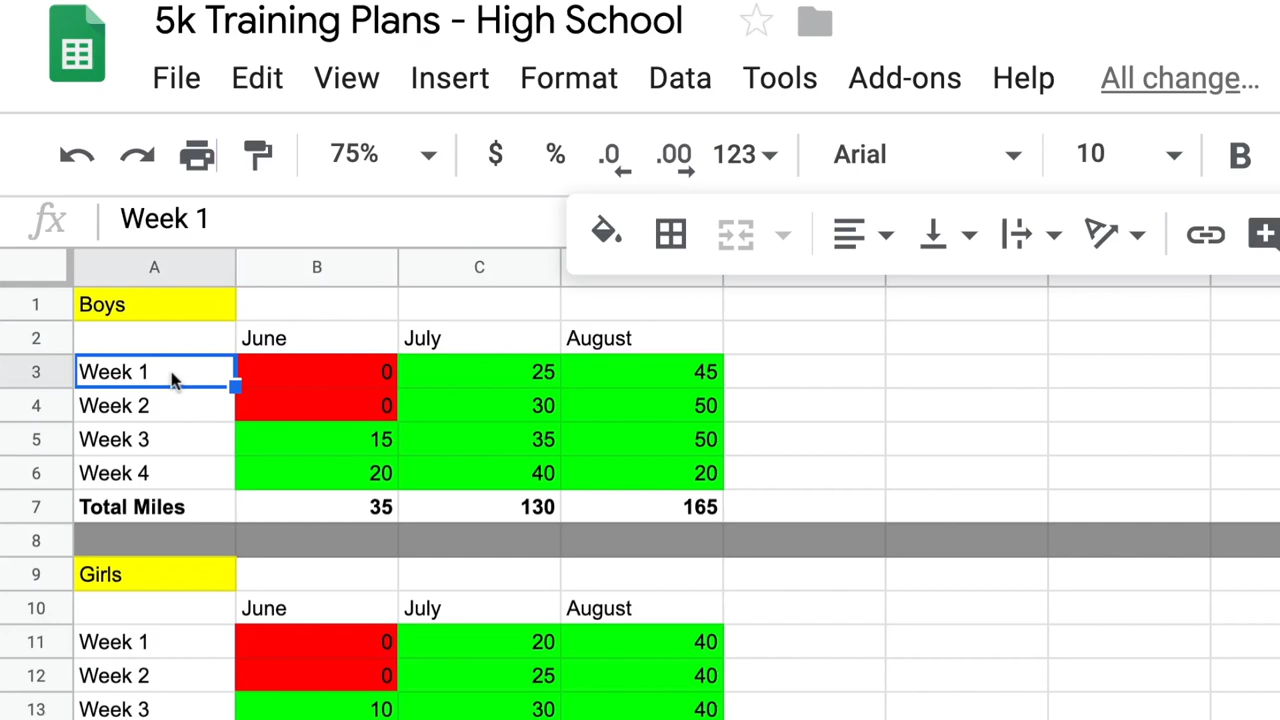 5k Training Plans - High School
File Edit View Insert Format Data Tools Add-ons Help All change…
75% $ % .0 .00 123 Arial 10 B
fx Week 1
A B C
1 Boys
2 June July August
3 Week 1 0 25 45
4 Week 2 0 30 50
5 Week 3 15 35 50
6 Week 4 20 40 20
7 Total Miles 35 130 165
8
9 Girls
10 June July August
11 Week 1 0 20 40
12 Week 2 0 25 40
13 Week 3 10 30 40